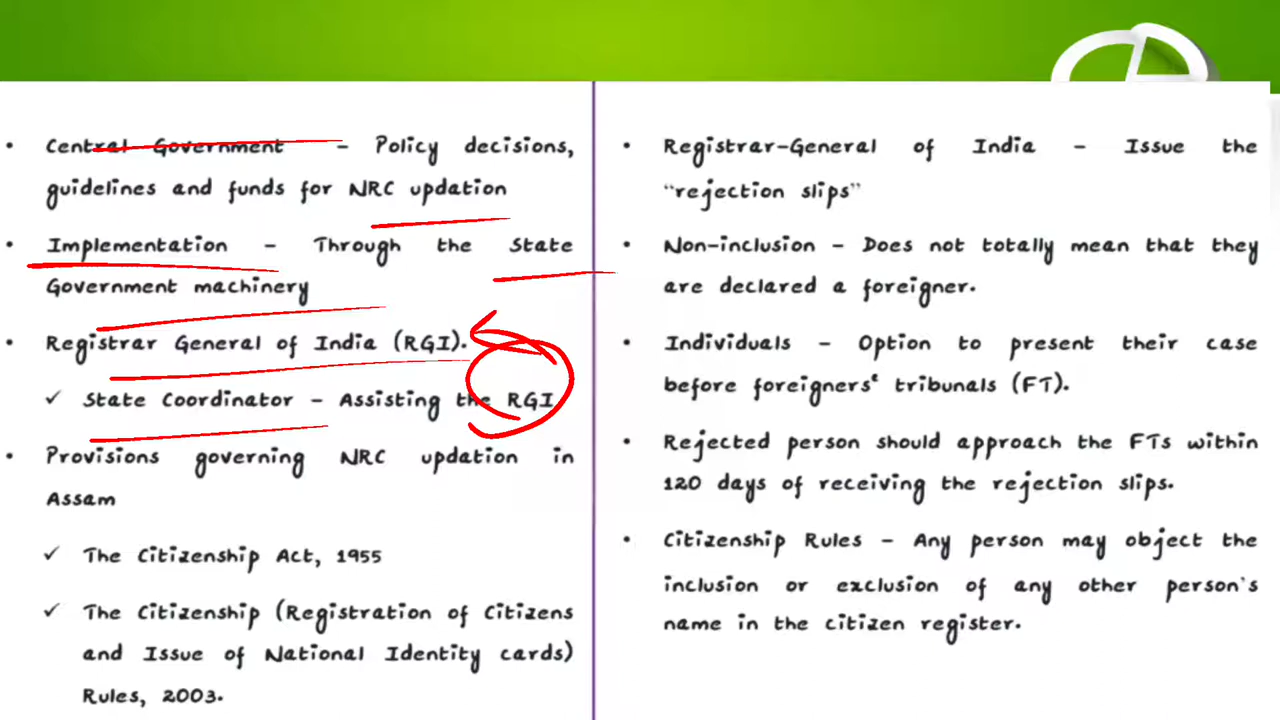 • Central Government - Policy decisions,
guidelines and funds for NRC updation
• Implementation - Through the State
Government machinery
• Registrar General of India (RGI).
✓ State Coordinator - Assisting the RGI
• Provisions governing NRC updation in
Assam
✓ The Citizenship Act, 1955
✓ The Citizenship (Registration of Citizens
and Issue of National Identity cards)
Rules, 2003.
• Registrar-General of India - Issue the
"rejection slips"
• Non-inclusion - Does not totally mean that they
are declared a foreigner.
• Individuals - Option to present their case
before foreigners' tribunals (FT).
• Rejected person should approach the FTs within
120 days of receiving the rejection slips.
• Citizenship Rules - Any person may object the
inclusion or exclusion of any other person's
name in the citizen register.